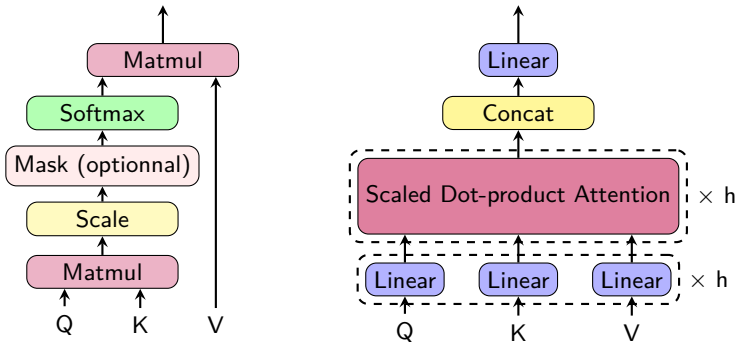 Matmul
Softmax
Mask (optionnal)
Scale
Matmul
Q K V
Linear
Concat
Scaled Dot-product Attention × h
Linear Linear Linear × h
Q K V